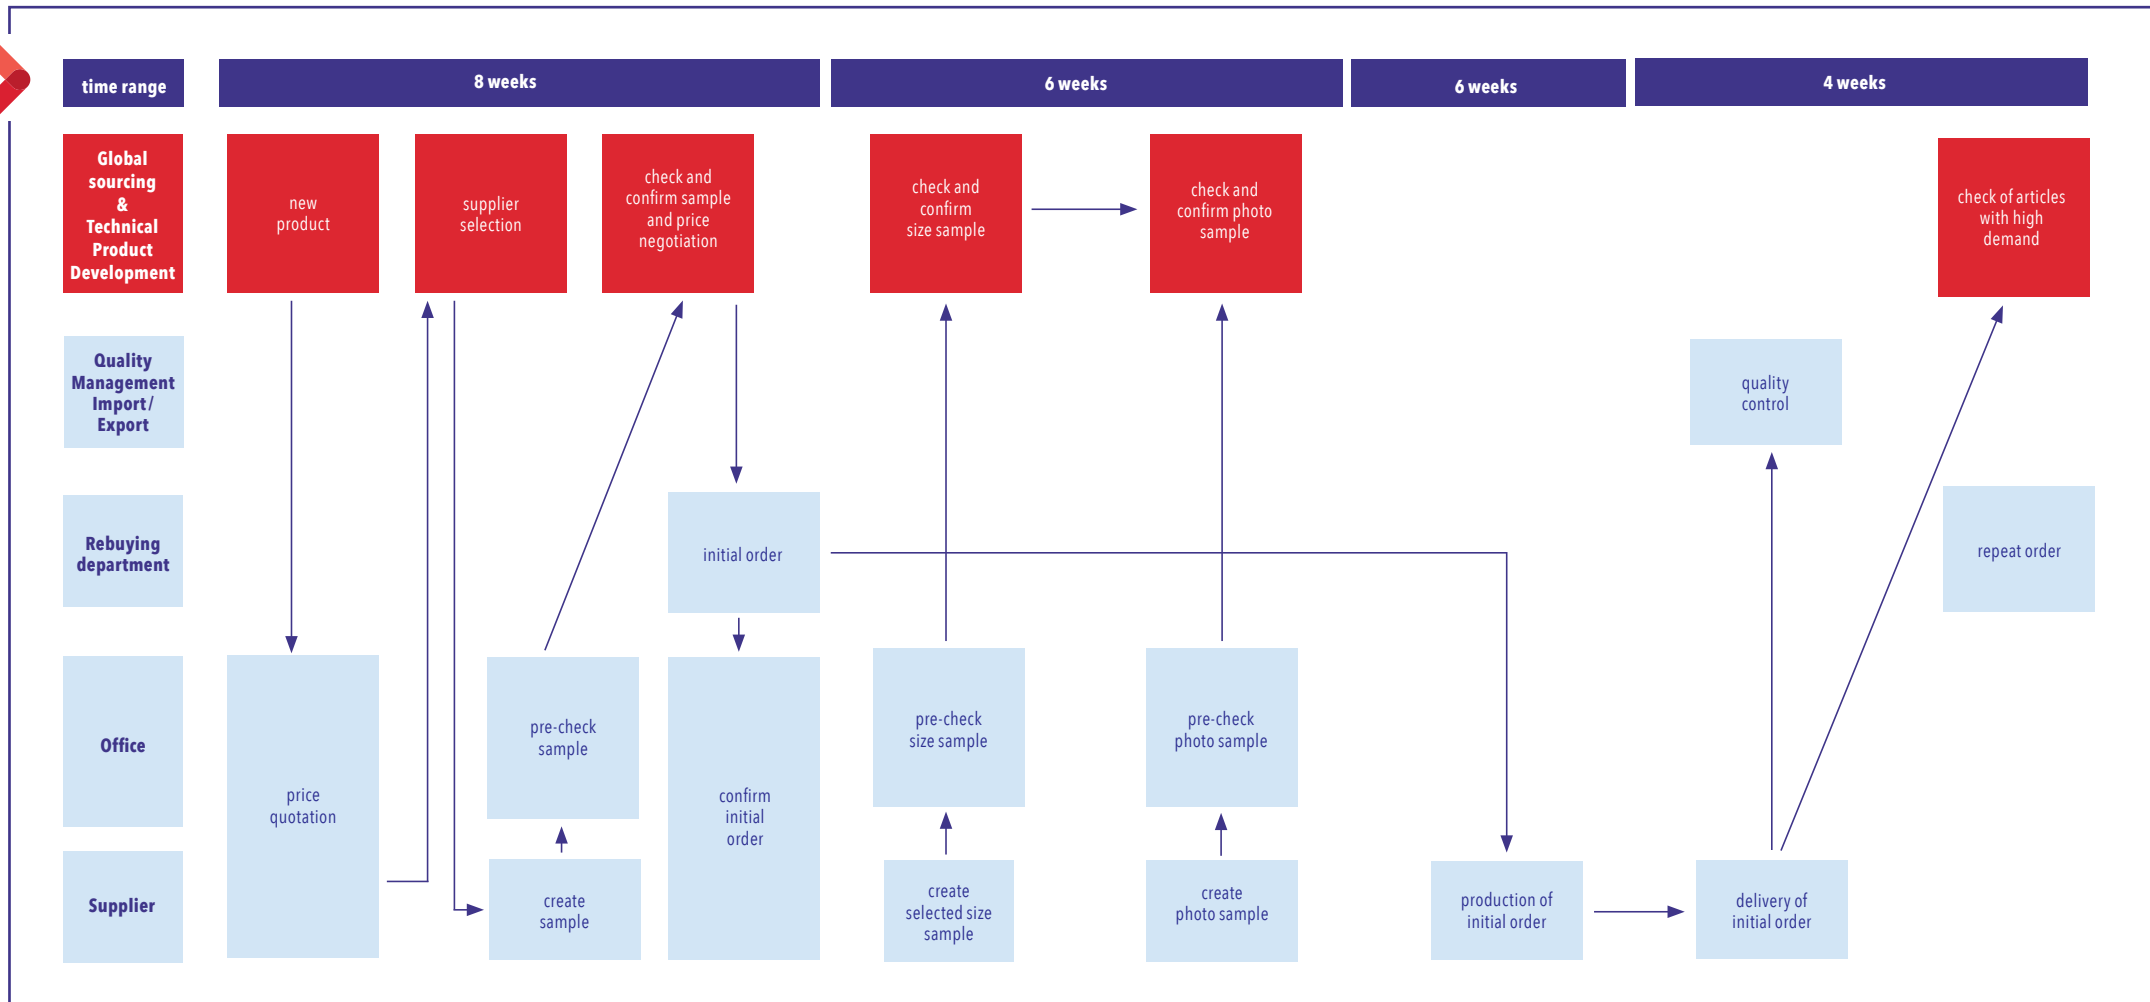 time range
8 weeks
6 weeks
6 weeks
4 weeks
Global
sourcing
&
Technical
Product
Development
new
product
supplier
selection
check and
confirm sample
and price
negotiation
check and
confirm
size sample
check and
confirm photo
sample
check of articles
with high
demand
Quality
Management
Import /
Export
quality
control
Rebuying
department
initial order
repeat order
Office
price
quotation
pre-check
sample
confirm
initial
order
pre-check
size sample
pre-check
photo sample
Supplier
create
sample
create
selected size
sample
create
photo sample
production of
initial order
delivery of
initial order